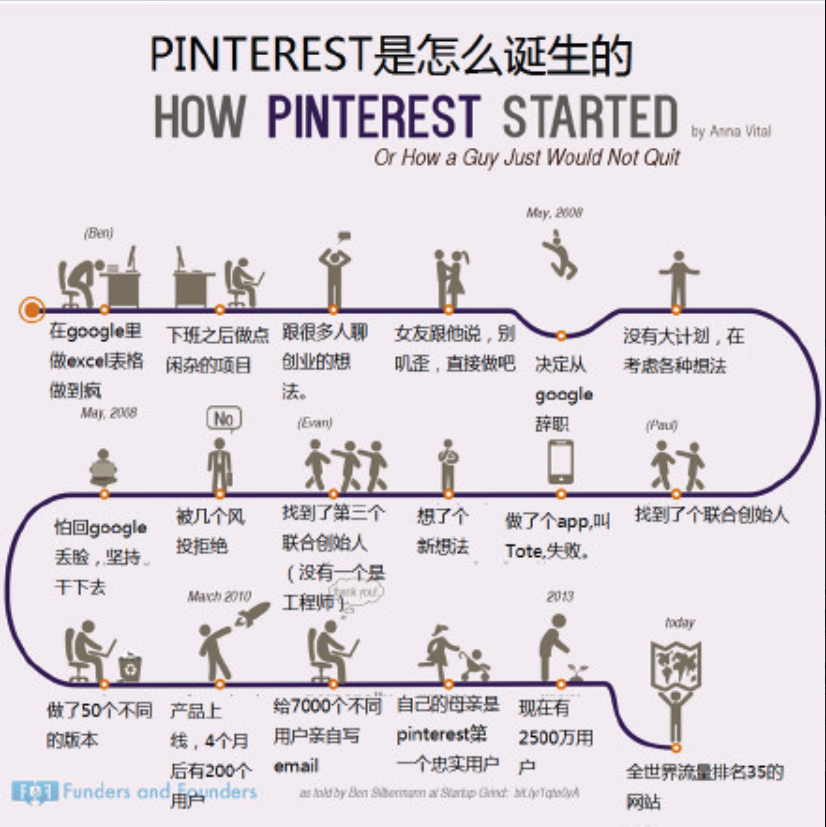 PINTEREST是怎么诞生的
HOW PINTEREST STARTED
by Anna Vital
Or How a Guy Just Would Not Quit
(Ben)
在google里
做excel表格
做到疯
下班之后做点
闲杂的项目
跟很多人聊
创业的想
法。
女友跟他说，别
叽歪，直接做吧
May, 2008
决定从
google
辞职
没有大计划，在
考虑各种想法
(Paul)
找到了个联合创始人
做了个app,叫
Tote,失败。
想了个
新想法
(Evan)
找到了第三个
联合创始人
（没有一个是
工程师）
No
被几个风
投拒绝
May, 2008
怕回google
丢脸，坚持
干下去
做了50个不同
的版本
March 2010
产品上
线，4个月
后有200个
用户
thank you!
给7000个不同
用户亲自写
email
自己的母亲是
pinterest第
一个忠实用户
2013
现在有
2500万用
户
today
全世界流量排名35的
网站
Funders and Founders
as told by Ben Silbermann at Startup Grind: